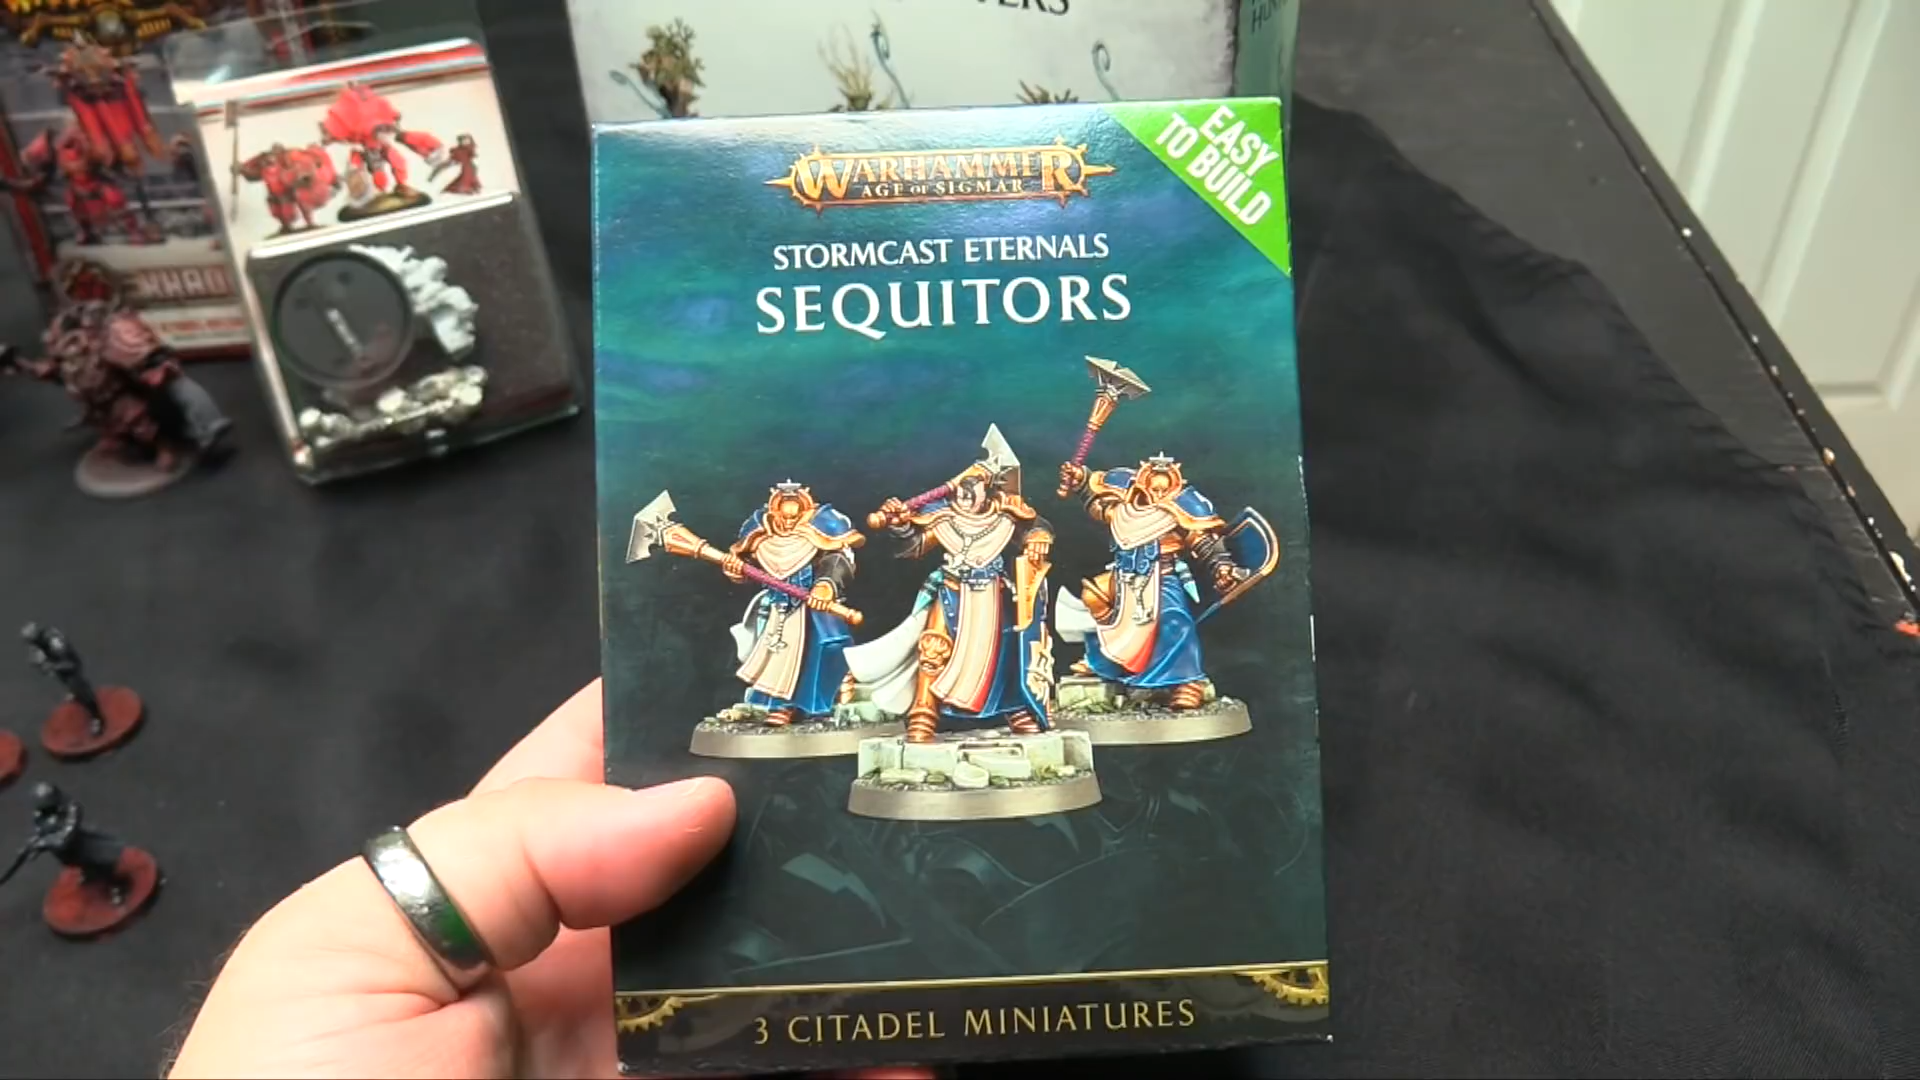 WARHAMMER
AGE OF SIGMAR
EASY
TO BUILD
STORMCAST ETERNALS
SEQUITORS
3 CITADEL MINIATURES